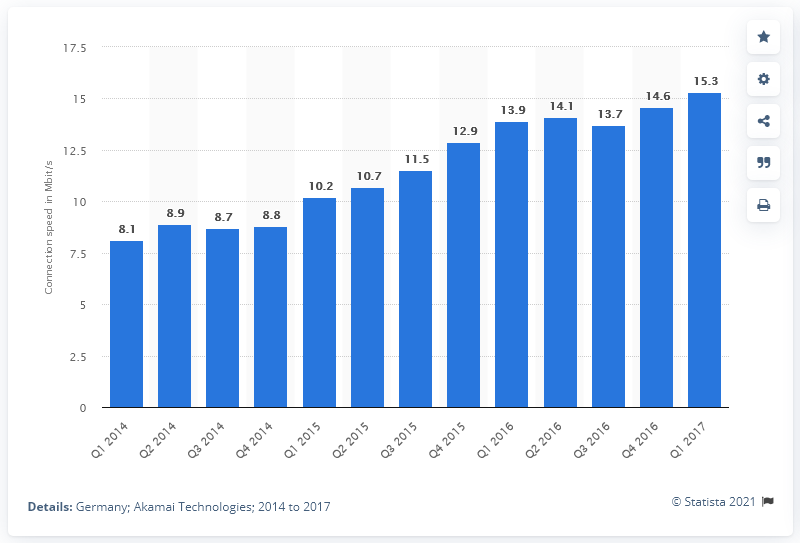 17.5
15
12.5
10
7.5
5
2.5
0
Connection speed in Mbit/s
8.1
8.9
8.7
8.8
10.2
10.7
11.5
12.9
13.9
14.1
13.7
14.6
15.3
Q1 2014
Q2 2014
Q3 2014
Q4 2014
Q1 2015
Q2 2015
Q3 2015
Q4 2015
Q1 2016
Q2 2016
Q3 2016
Q4 2016
Q1 2017
Details: Germany; Akamai Technologies; 2014 to 2017
© Statista 2021